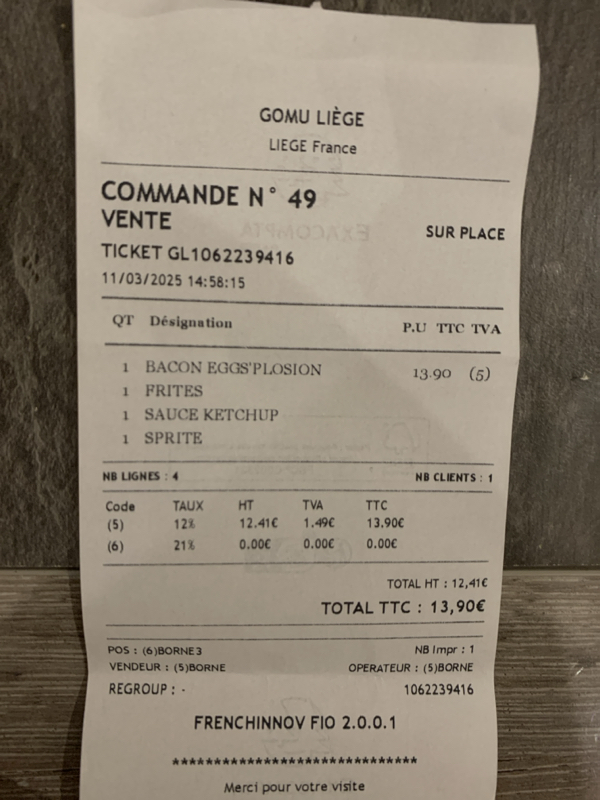 GOMU LIÈGE
LIEGE France
COMMANDE N° 49
VENTE
SUR PLACE
TICKET GL1062239416
11/03/2025 14:58:15
QT Désignation P.U TTC TVA
1 BACON EGGS'PLOSION 13.90 (5)
1 FRITES
1 SAUCE KETCHUP
1 SPRITE
NB LIGNES : 4 NB CLIENTS : 1
Code TAUX HT TVA TTC
(5) 12% 12.41€ 1.49€ 13.90€
(6) 21% 0.00€ 0.00€ 0.00€
TOTAL HT : 12,41€
TOTAL TTC : 13,90€
POS : (6)BORNE3 NB Impr : 1
VENDEUR : (5)BORNE OPERATEUR : (5)BORNE
REGROUP : - 1062239416
FRENCHINNOV FIO 2.0.0.1
******************************
Merci pour votre visite